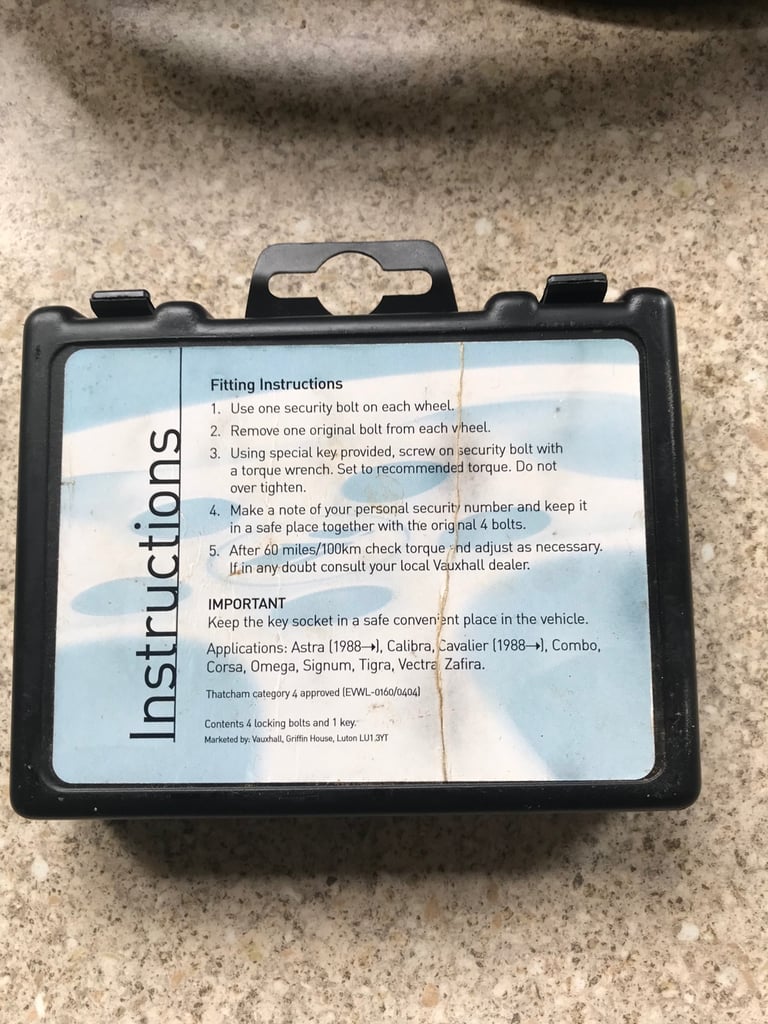 Instructions
Fitting Instructions
1. Use one security bolt on each wheel.
2. Remove one original bolt from each wheel.
3. Using special key provided, screw on security bolt with
a torque wrench. Set to recommended torque. Do not
over tighten.
4. Make a note of your personal security number and keep it
in a safe place together with the original 4 bolts.
5. After 60 miles/100km check torque and adjust as necessary.
If in any doubt consult your local Vauxhall dealer.
IMPORTANT
Keep the key socket in a safe convenient place in the vehicle.
Applications: Astra (1988→), Calibra, Cavalier (1988→), Combo,
Corsa, Omega, Signum, Tigra, Vectra Zafira.
Thatcham category 4 approved (EVWL-0160/0404)
Contents 4 locking bolts and 1 key.
Marketed by: Vauxhall, Griffin House, Luton LU1 3YT